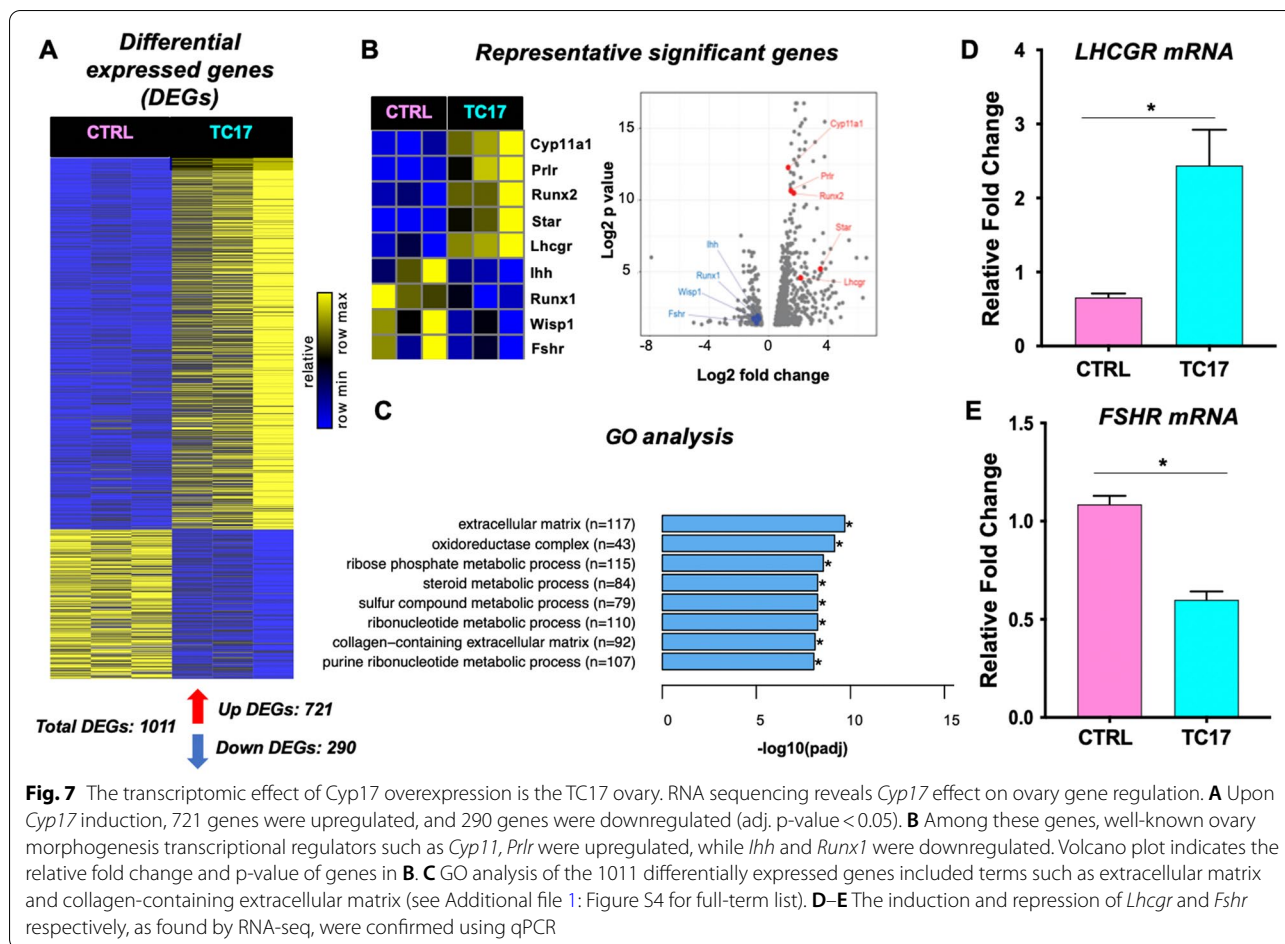 A
Differential
expressed genes
(DEGs)
CTRL TC17
relative
row min row max
Total DEGs: 1011
Up DEGs: 721
Down DEGs: 290
B
Representative significant genes
CTRL TC17
Cyp11a1
Prlr
Runx2
Star
Lhcgr
Ihh
Runx1
Wisp1
Fshr
Log2 p value
15
10
5
Cyp11a1
Prlr
Runx2
Star
Lhcgr
Ihh
Runx1
Wisp1
Fshr
-8 -4 0 4
Log2 fold change
C
GO analysis
extracellular matrix (n=117) *
oxidoreductase complex (n=43) *
ribose phosphate metabolic process (n=115) *
steroid metabolic process (n=84) *
sulfur compound metabolic process (n=79) *
ribonucleotide metabolic process (n=110) *
collagen−containing extracellular matrix (n=92) *
purine ribonucleotide metabolic process (n=107) *
0 5 10 15
-log10(padj)
D
LHCGR mRNA
Relative Fold Change
4
3
2
1
0
*
CTRL TC17
E
FSHR mRNA
Relative Fold Change
1.5
1.0
0.5
0.0
*
CTRL TC17
Fig. 7 The transcriptomic effect of Cyp17 overexpression is the TC17 ovary. RNA sequencing reveals Cyp17 effect on ovary gene regulation. A Upon
Cyp17 induction, 721 genes were upregulated, and 290 genes were downregulated (adj. p-value < 0.05). B Among these genes, well-known ovary
morphogenesis transcriptional regulators such as Cyp11, Prlr were upregulated, while Ihh and Runx1 were downregulated. Volcano plot indicates the
relative fold change and p-value of genes in B. C GO analysis of the 1011 differentially expressed genes included terms such as extracellular matrix
and collagen-containing extracellular matrix (see Additional file 1: Figure S4 for full-term list). D–E The induction and repression of Lhcgr and Fshr
respectively, as found by RNA-seq, were confirmed using qPCR